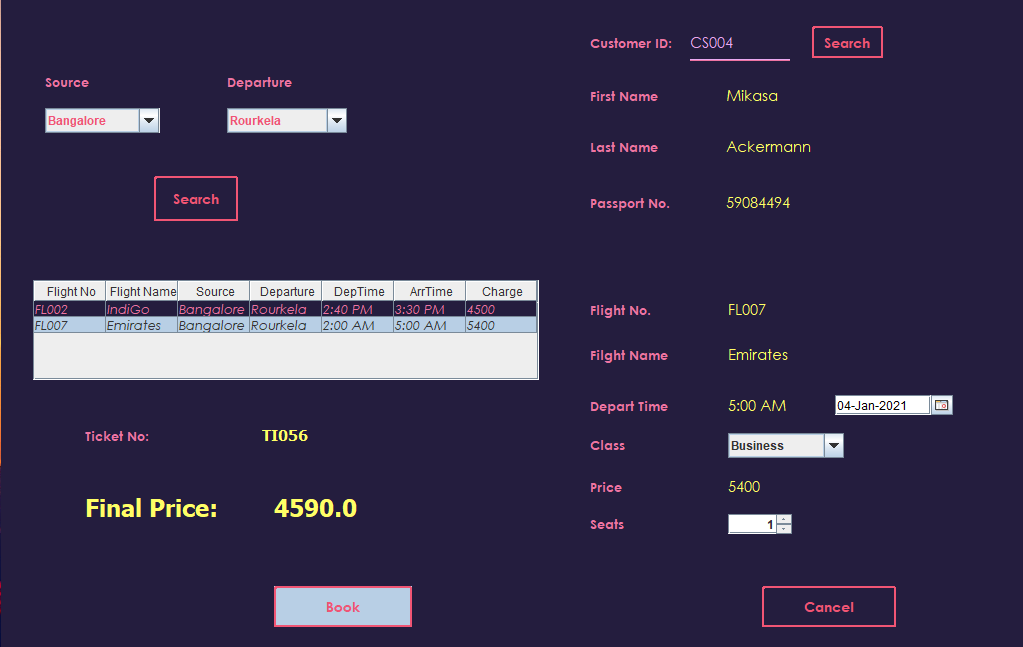 Source
Departure
Bangalore
Rourkela
Search
Flight No Flight Name Source Departure DepTime ArrTime Charge
FL002 IndiGo Bangalore Rourkela 2:40 PM 3:30 PM 4500
FL007 Emirates Bangalore Rourkela 2:00 AM 5:00 AM 5400
Ticket No: TI056
Final Price: 4590.0
Book
Customer ID: CS004 Search
First Name Mikasa
Last Name Ackermann
Passport No. 59084494
Flight No. FL007
Filght Name Emirates
Depart Time 5:00 AM 04-Jan-2021
Class Business
Price 5400
Seats 1
Cancel